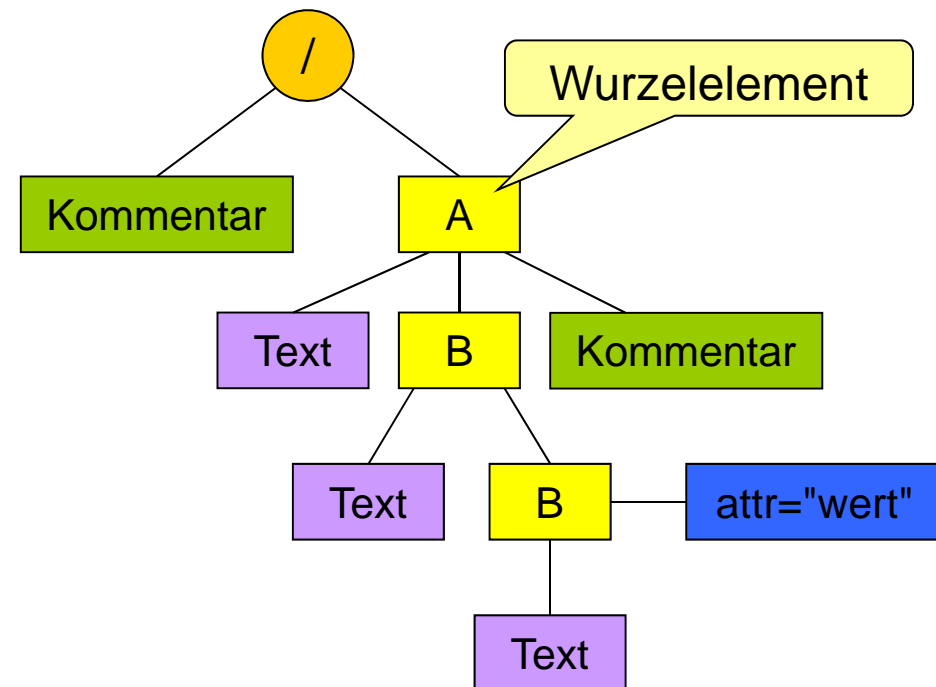 /
Wurzelelement
Kommentar
A
Text
B
Kommentar
Text
B
attr="wert"
Text